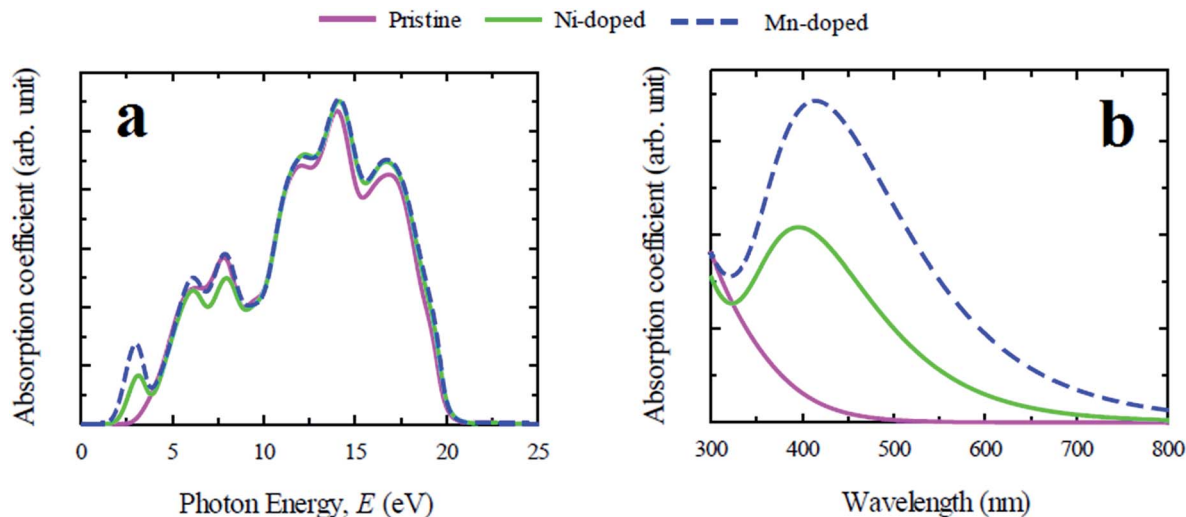 Pristine Ni-doped Mn-doped
a
Absorption coefficient (arb. unit)
0 5 10 15 20 25
Photon Energy, E (eV)
b
Absorption coefficient (arb. unit)
300 400 500 600 700 800
Wavelength (nm)